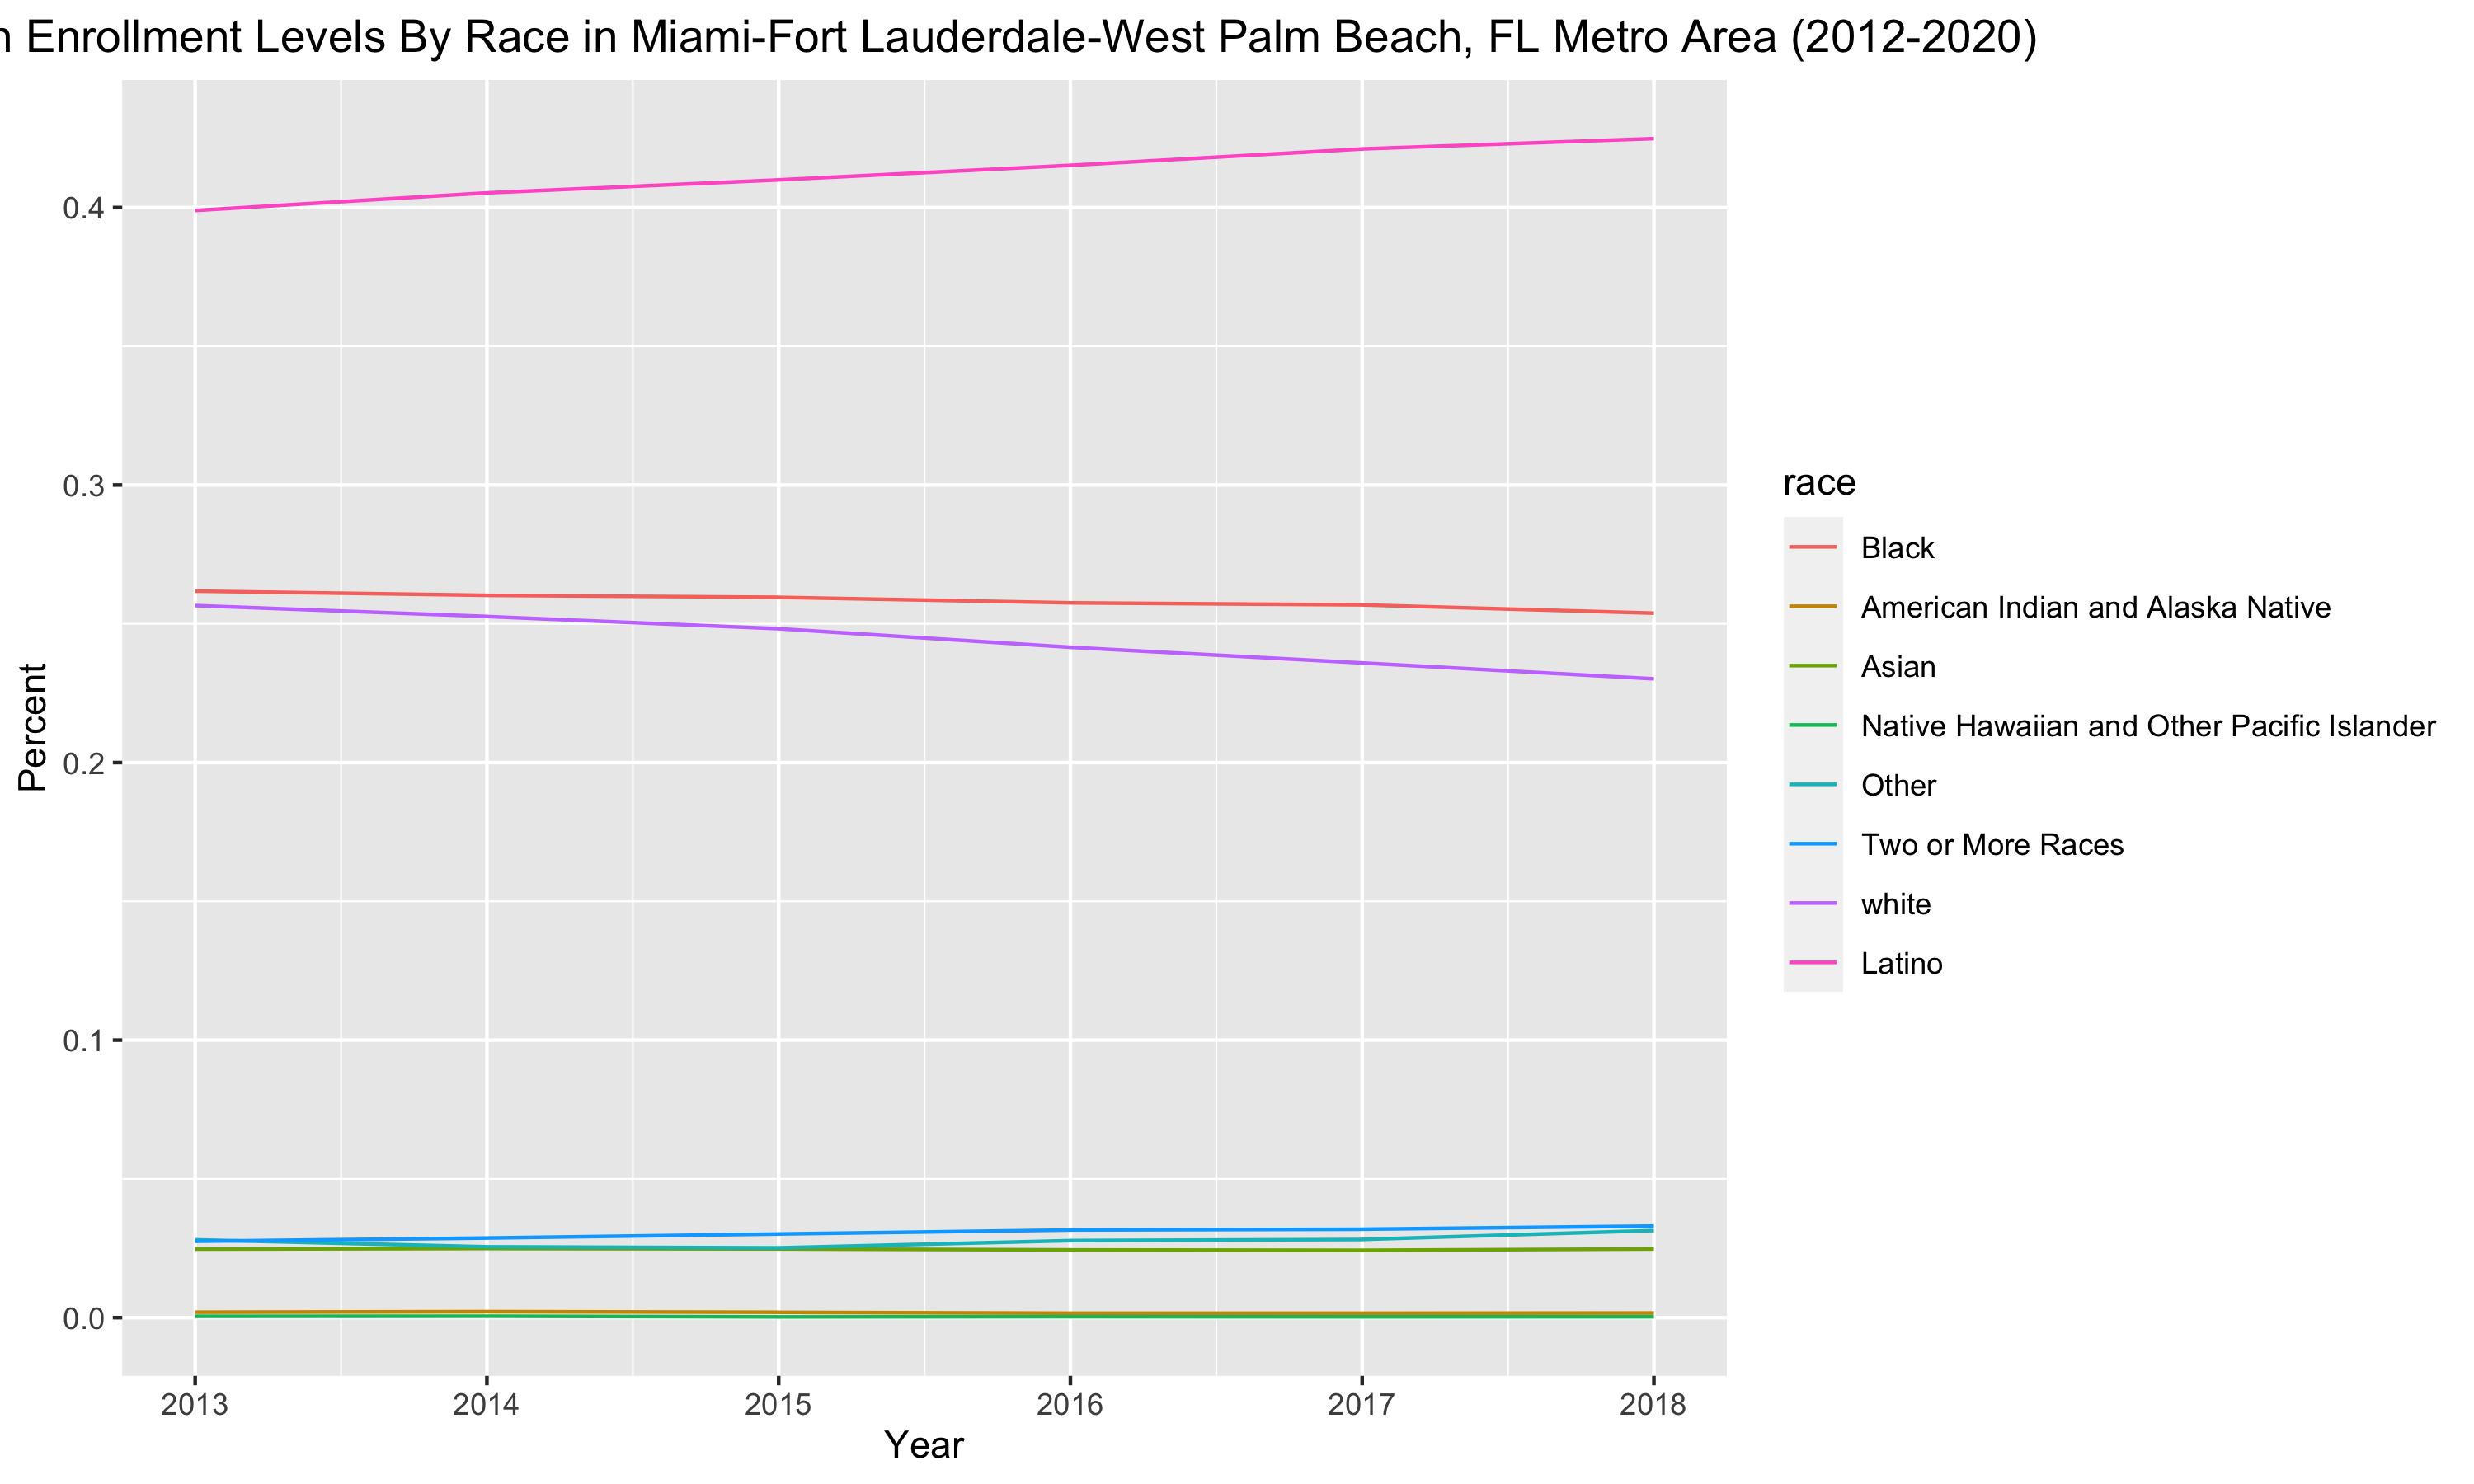 n Enrollment Levels By Race in Miami-Fort Lauderdale-West Palm Beach, FL Metro Area (2012-2020)
0.4
0.3
0.2
0.1
0.0
Percent
2013 2014 2015 2016 2017 2018
Year
race
Black
American Indian and Alaska Native
Asian
Native Hawaiian and Other Pacific Islander
Other
Two or More Races
white
Latino